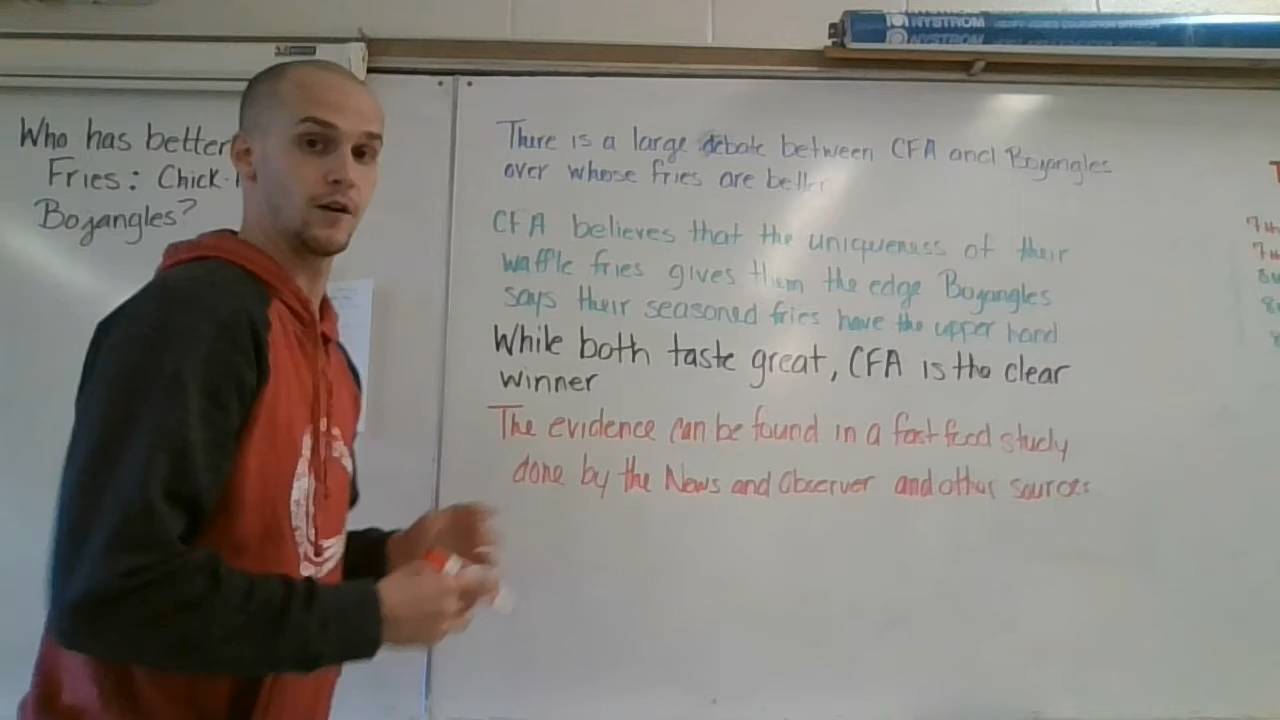 NYSTROM
NYSTROM
Who has better
Fries: Chick-
Bojangles?
There is a large debate between CFA and Bojangles
over whose fries are better
CFA believes that the uniqueness of their
waffle fries gives them the edge Bojangles
says their seasoned fries have the upper hand
While both taste great, CFA is the clear
winner
The evidence can be found in a fast food study
done by the News and Observer and other sources
7th
7th